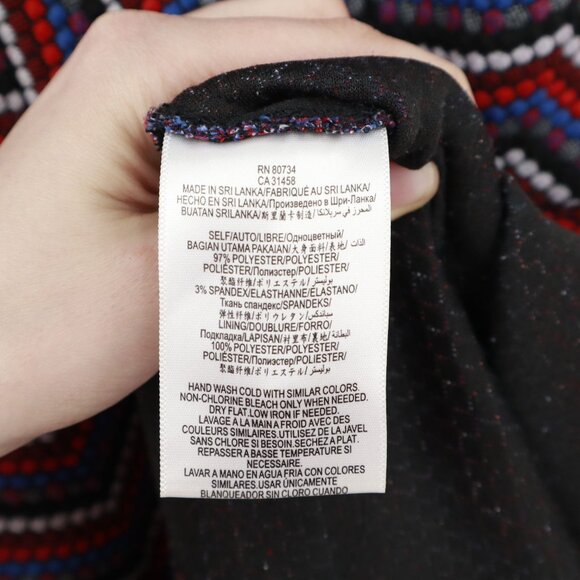 RN 80734
CA 31458
MADE IN SRI LANKA/FABRIQUÉ AU SRI LANKA/
HECHO EN SRI LANKA/Произведено в Шри-Ланка/
BUATAN SRILANKA/斯里蘭卡制造/ المحرز في سريلانكا
SELF/AUTO/LIBRE/Одноцветный/
BAGIAN UTAMA PAKAIAN/大身面料/表地/ الذات
97% POLYESTER/POLYESTER/
POLIÉSTER/Полиэстер/POLIESTER/
聚酯纤维/ポリエステル/بوليستر
3% SPANDEX/ELASTHANNE/ELASTANO/
Ткань спандекс/SPANDEKS/
弹性纤维/ポリウレタン/سباندكس
LINING/DOUBLURE/FORRO/
Подкладка/LAPISAN/衬里布/裏地/ البطانة
100% POLYESTER/POLYESTER/
POLIÉSTER/Полиэстер/POLIESTER/
聚酯纤维/ポリエステル/بوليستر
HAND WASH COLD WITH SIMILAR COLORS.
NON-CHLORINE BLEACH ONLY WHEN NEEDED.
DRY FLAT. LOW IRON IF NEEDED.
LAVAGE A LA MAIN A FROID AVEC DES
COULEURS SIMILAIRES.UTILISEZ DE LA JAVEL
SANS CHLORE SI BESOIN.SECHEZ A PLAT.
REPASSER A BASSE TEMPERATURE SI
NECESSAIRE.
LAVAR A MANO EN AGUA FRIA CON COLORES
SIMILARES.USAR ÚNICAMENTE
BLANQUEADOR SIN CLORO CUANDO